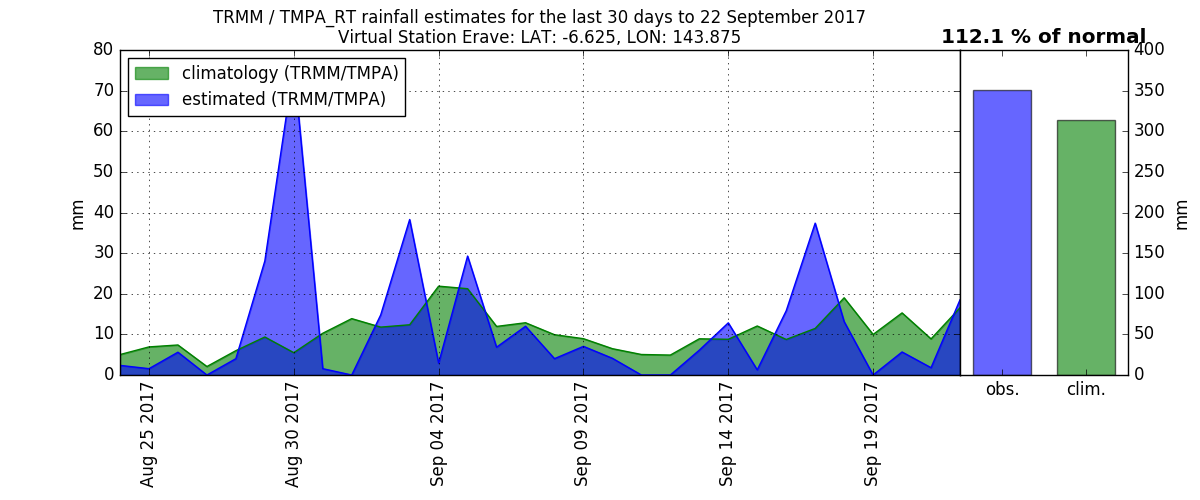 TRMM / TMPA_RT rainfall estimates for the last 30 days to 22 September 2017
Virtual Station Erave: LAT: -6.625, LON: 143.875
112.1 % of normal
climatology (TRMM/TMPA)
estimated (TRMM/TMPA)
mm
80
70
60
50
40
30
20
10
0
Aug 25 2017
Aug 30 2017
Sep 04 2017
Sep 09 2017
Sep 14 2017
Sep 19 2017
400
350
300
250
200
150
100
50
0
mm
obs.
clim.